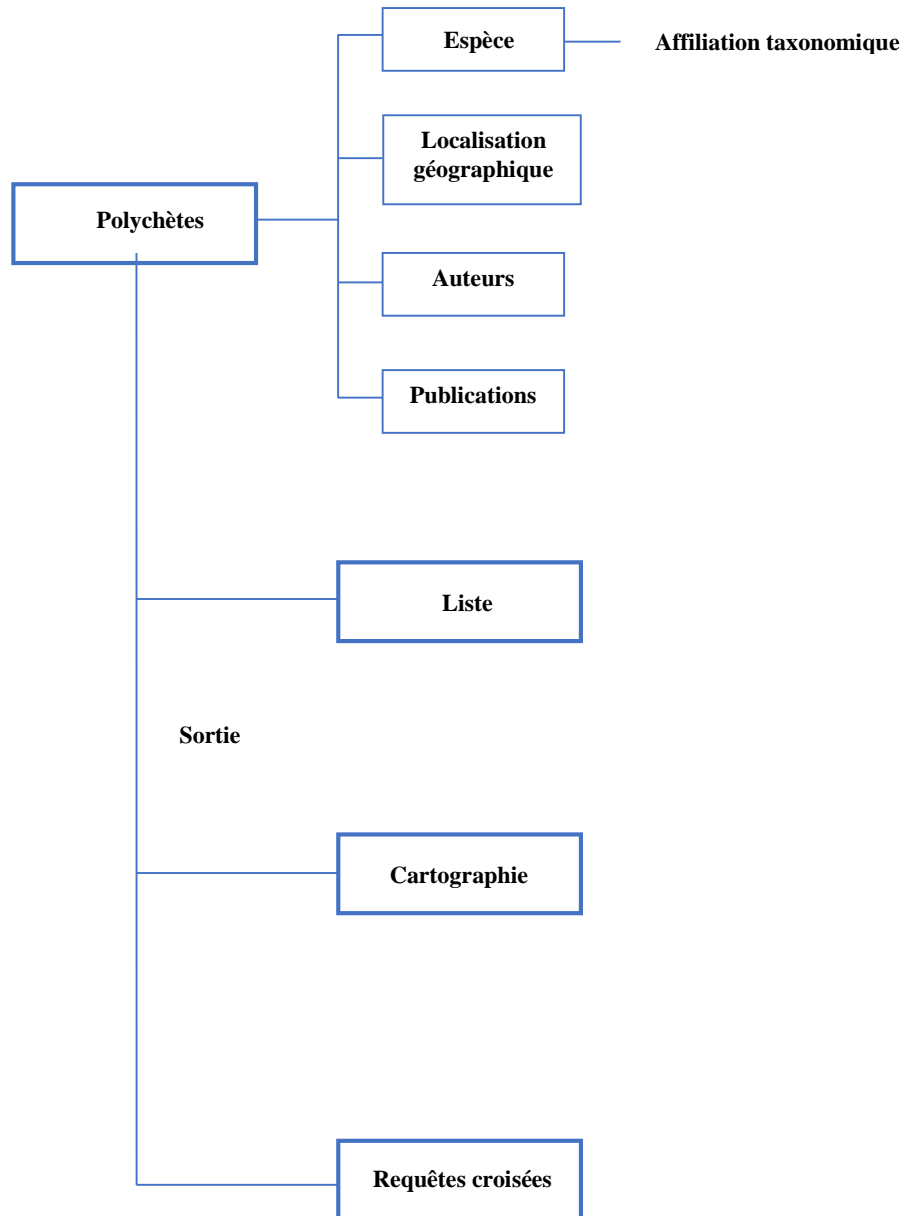 Espèce
Affiliation taxonomique
Localisation
géographique
Polychètes
Auteurs
Publications
Liste
Sortie
Cartographie
Requêtes croisées